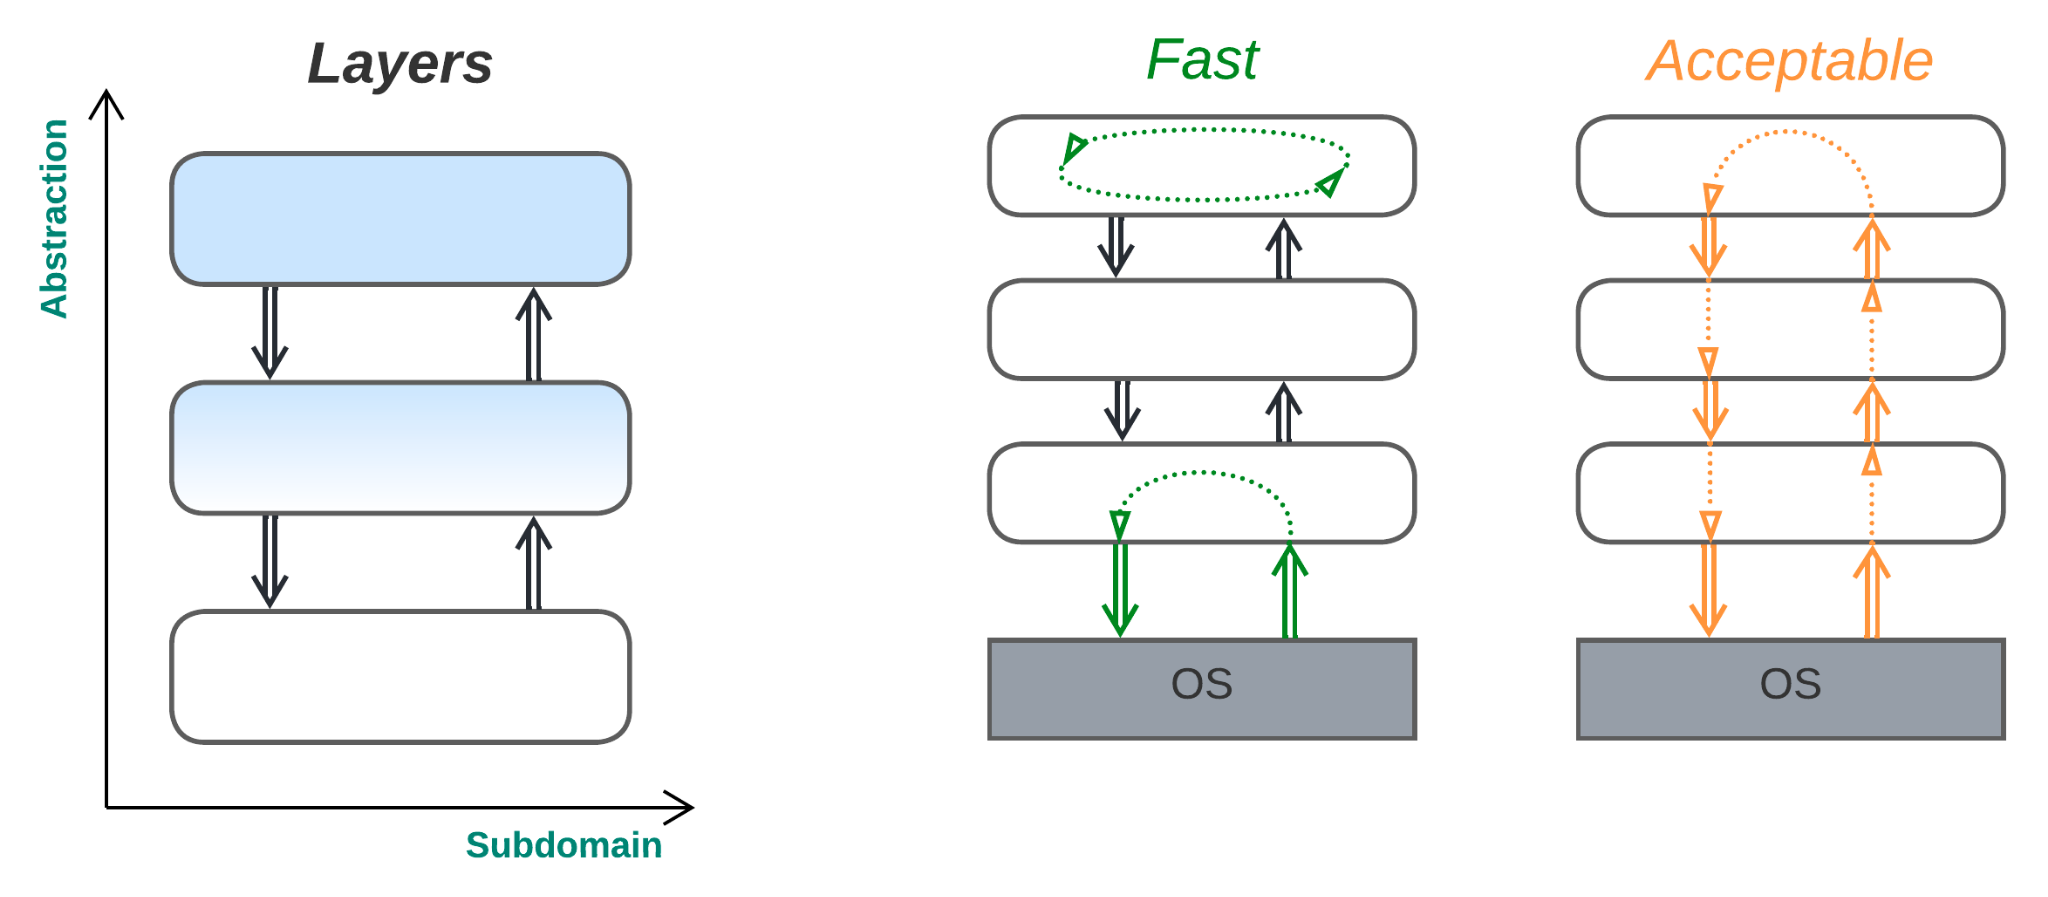 Layers
Fast
Acceptable
Abstraction
OS
OS
Subdomain